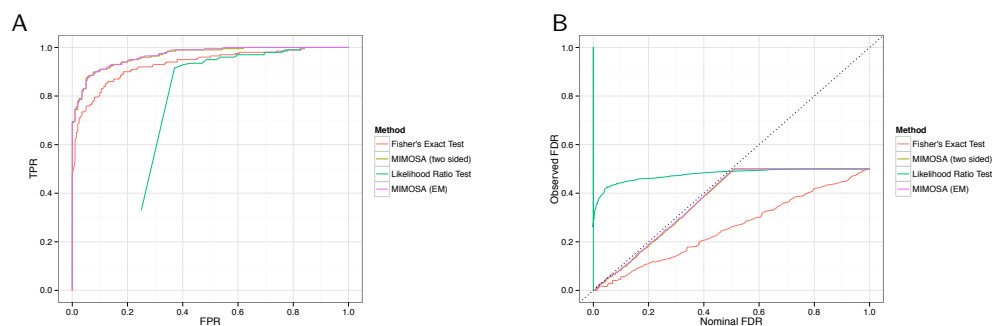 A
1.0
0.8
0.6
0.4
0.2
0.0
TPR
0.0 0.2 0.4 0.6 0.8 1.0
FPR
Method
Fisher's Exact Test
MIMOSA (two sided)
Likelihood Ratio Test
MIMOSA (EM)
B
1.0
0.8
0.6
0.4
0.2
0.0
Observed FDR
0.0 0.2 0.4 0.6 0.8 1.0
Nominal FDR
Method
Fisher's Exact Test
MIMOSA (two sided)
Likelihood Ratio Test
MIMOSA (EM)